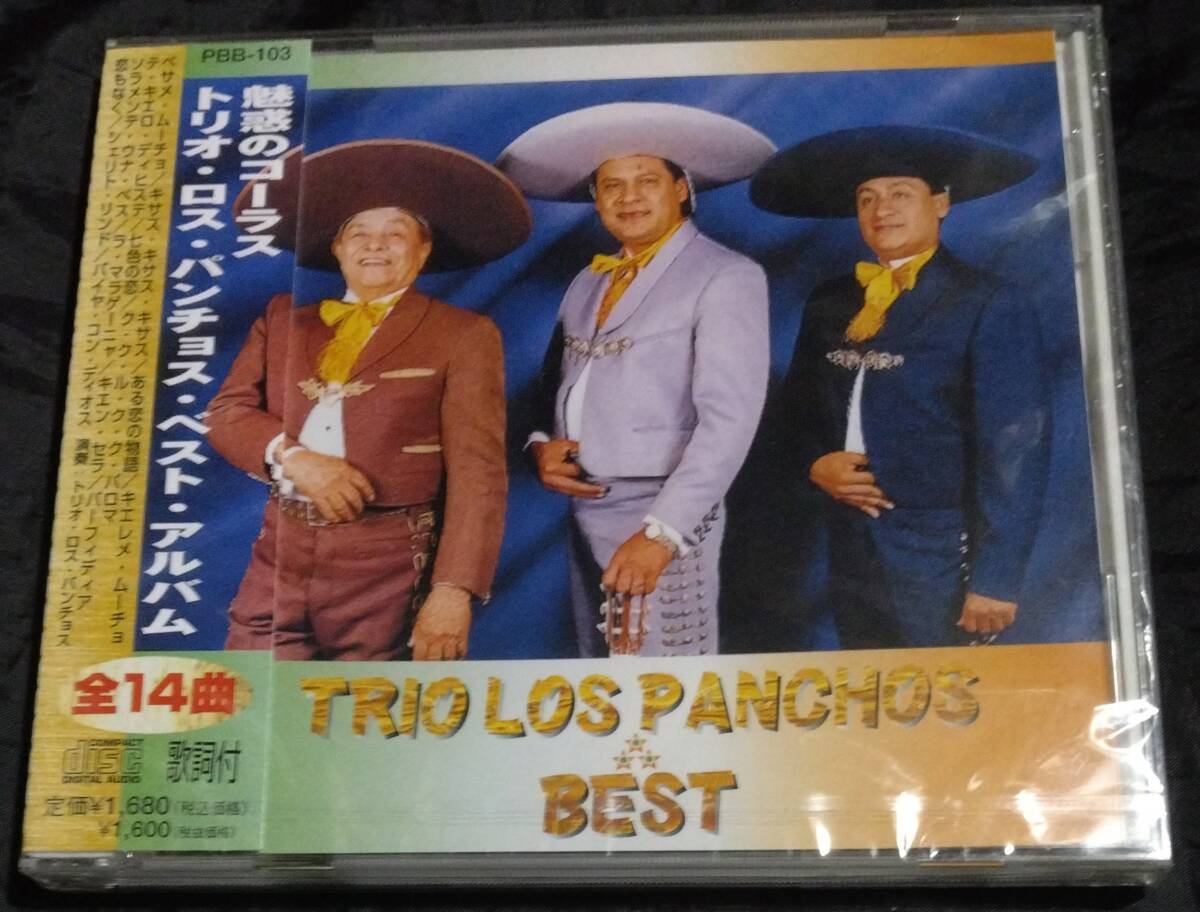 PBB-103
魅惑のコーラス
トリオ・ロス・パンチョス・ベスト・アルバム
ベサメ・ムーチョ/キサス・キサス・キサス/ある恋の物語/キエレメ・ムーチョ
テ・キエロ・ディヒステ/七色の恋/ク・ク・ル・ク・ク・パロマ
ソラメンテ・ウナ・ベス/ラ・マラゲーニャ/キエン・セラ/パーフィディア
恋もなく/シェリト・リンド/バイヤ・コン・ディオス 演奏 トリオ・ロス・パンチョス
全14曲
COMPACT
disc
DIGITAL AUDIO
歌詞付
定価¥1,680(税込価格)
¥1,600(税抜価格)
TRIO LOS PANCHOS
BEST